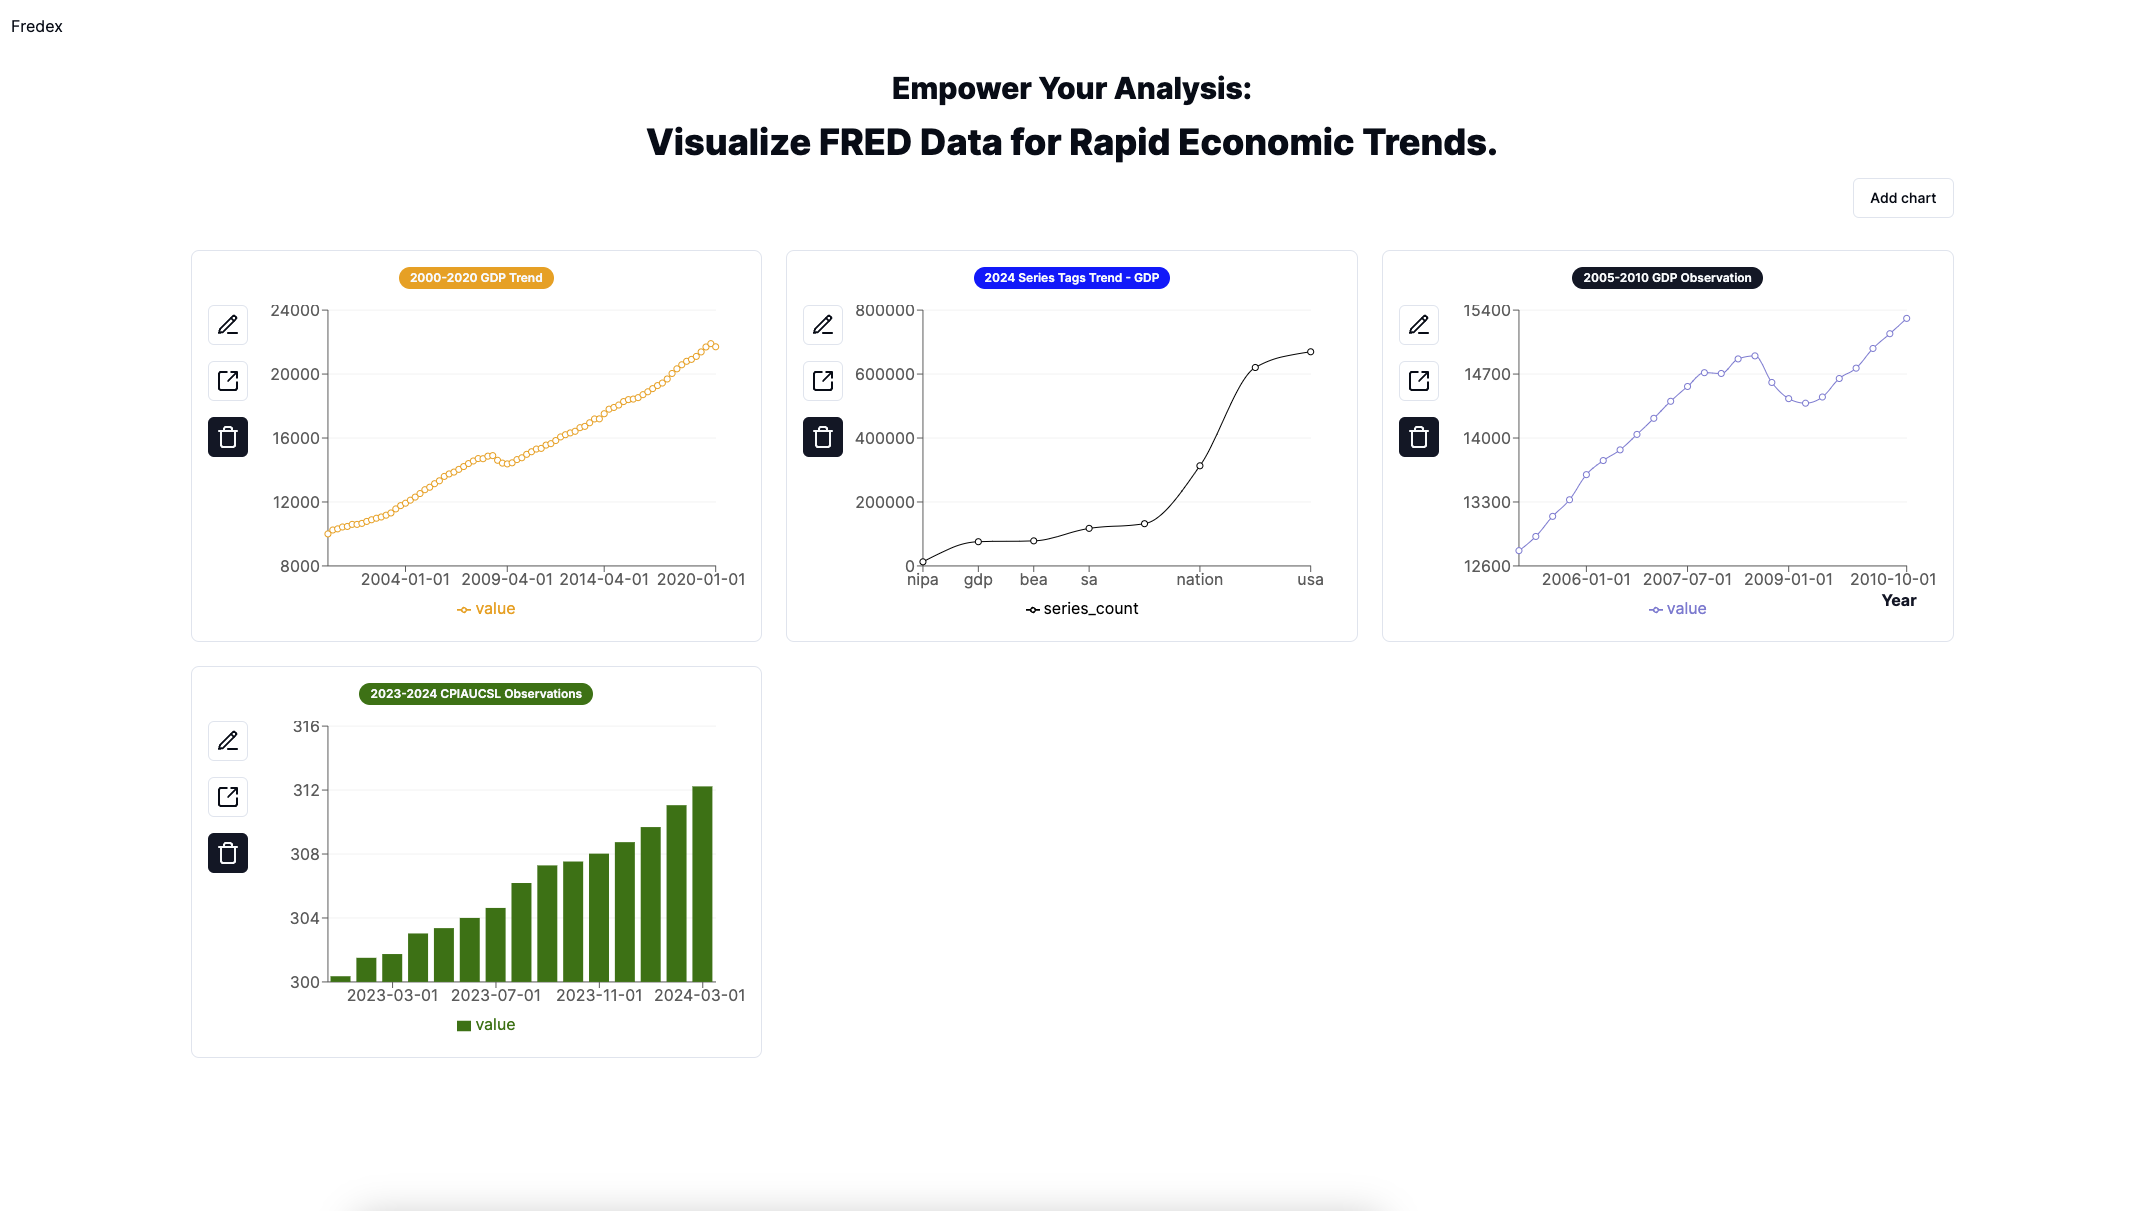 Fredex
Empower Your Analysis:
Visualize FRED Data for Rapid Economic Trends.
Add chart
2000-2020 GDP Trend
24000
20000
16000
12000
8000
2004-01-01 2009-04-01 2014-04-01 2020-01-01
value
2024 Series Tags Trend - GDP
800000
600000
400000
200000
0
nipa gdp bea sa nation usa
series_count
2005-2010 GDP Observation
15400
14700
14000
13300
12600
2006-01-01 2007-07-01 2009-01-01 2010-10-01
Year
value
2023-2024 CPIAUCSL Observations
316
312
308
304
300
2023-03-01 2023-07-01 2023-11-01 2024-03-01
value